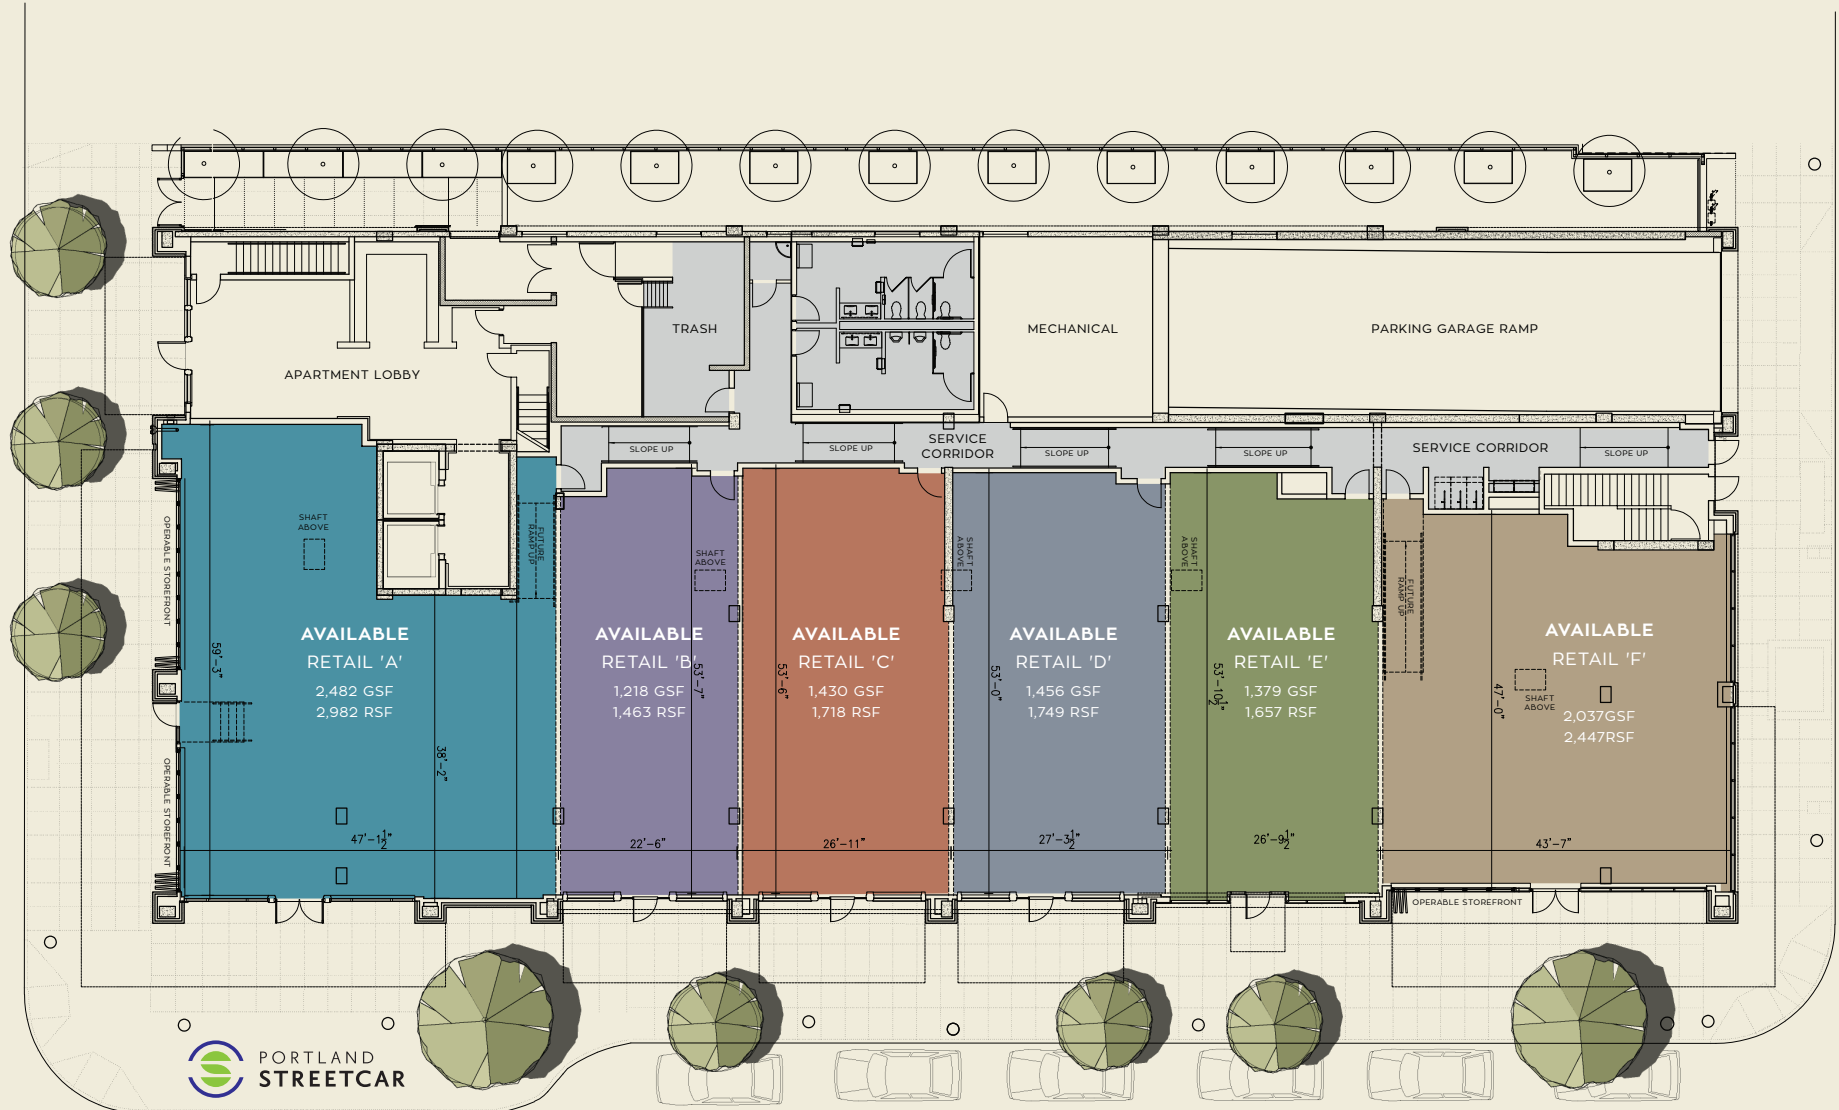 TRASH
MECHANICAL
PARKING GARAGE RAMP
APARTMENT LOBBY
SLOPE UP
SLOPE UP
SERVICE
CORRIDOR
SLOPE UP
SLOPE UP
SERVICE CORRIDOR
SLOPE UP
OPERABLE STOREFRONT
SHAFT
ABOVE
FUTURE
RAMP UP
SHAFT
ABOVE
SHAFT
ABOVE
SHAFT
ABOVE
FUTURE
RAMP UP
AVAILABLE
RETAIL 'A'
2,482 GSF
2,982 RSF
59'-3"
38'-2"
47'-1½"
AVAILABLE
RETAIL 'B'
1,218 GSF
1,463 RSF
53'-7"
22'-6"
AVAILABLE
RETAIL 'C'
1,430 GSF
1,718 RSF
53'-6"
26'-11"
AVAILABLE
RETAIL 'D'
1,456 GSF
1,749 RSF
53'-0"
27'-3½"
AVAILABLE
RETAIL 'E'
1,379 GSF
1,657 RSF
53'-10½"
26'-9½"
AVAILABLE
RETAIL 'F'
SHAFT
ABOVE
2,037GSF
2,447RSF
47'-0"
43'-7"
OPERABLE STOREFRONT
OPERABLE STOREFRONT
PORTLAND
STREETCAR